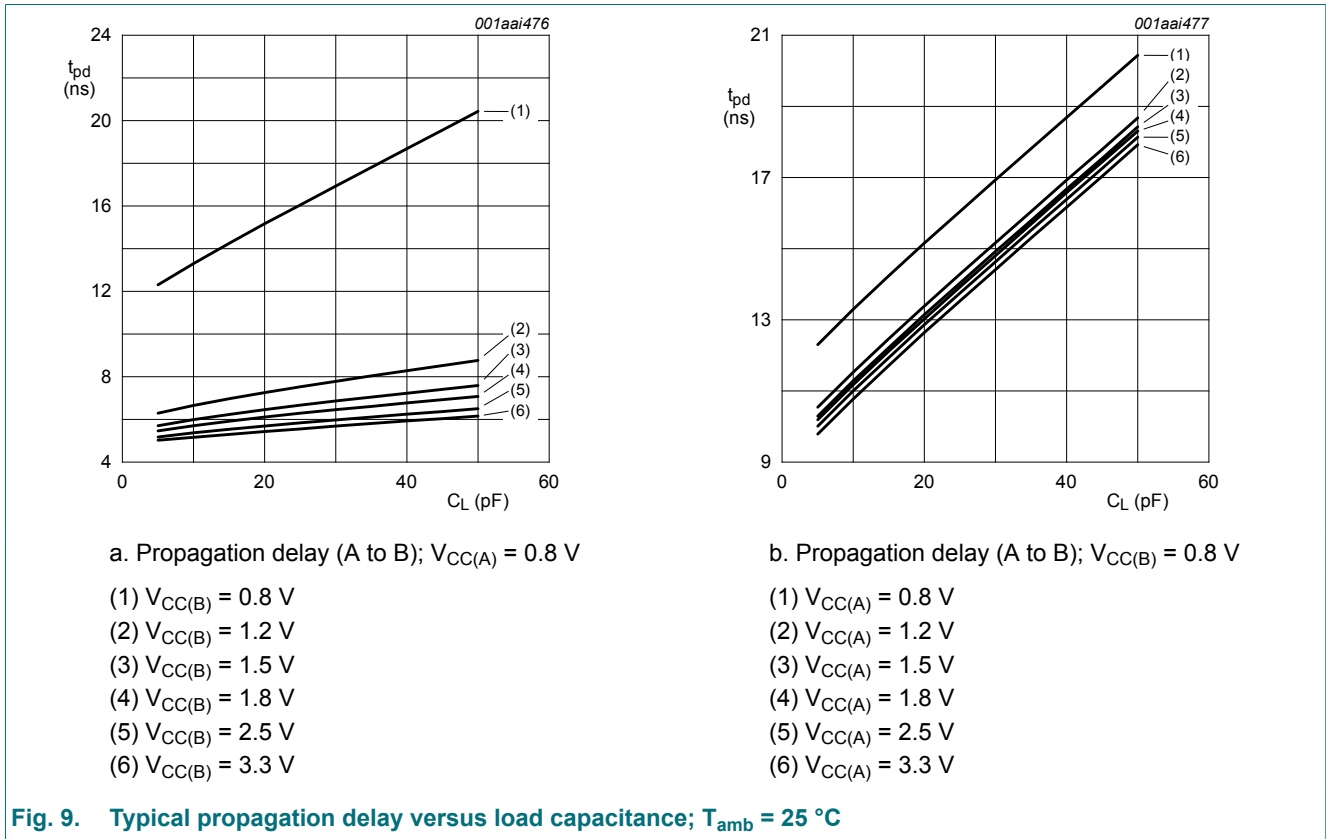 001aai476
24
tpd
(ns)
20
16
12
8
4
(1)
(2)
(3)
(4)
(5)
(6)
0
20
40
60
CL (pF)
a. Propagation delay (A to B); VCC(A) = 0.8 V
(1) VCC(B) = 0.8 V
(2) VCC(B) = 1.2 V
(3) VCC(B) = 1.5 V
(4) VCC(B) = 1.8 V
(5) VCC(B) = 2.5 V
(6) VCC(B) = 3.3 V
001aai477
21
tpd
(ns)
17
13
9
(1)
(2)
(3)
(4)
(5)
(6)
0
20
40
60
CL (pF)
b. Propagation delay (A to B); VCC(B) = 0.8 V
(1) VCC(A) = 0.8 V
(2) VCC(A) = 1.2 V
(3) VCC(A) = 1.5 V
(4) VCC(A) = 1.8 V
(5) VCC(A) = 2.5 V
(6) VCC(A) = 3.3 V
Fig. 9. Typical propagation delay versus load capacitance; Tamb = 25 °C